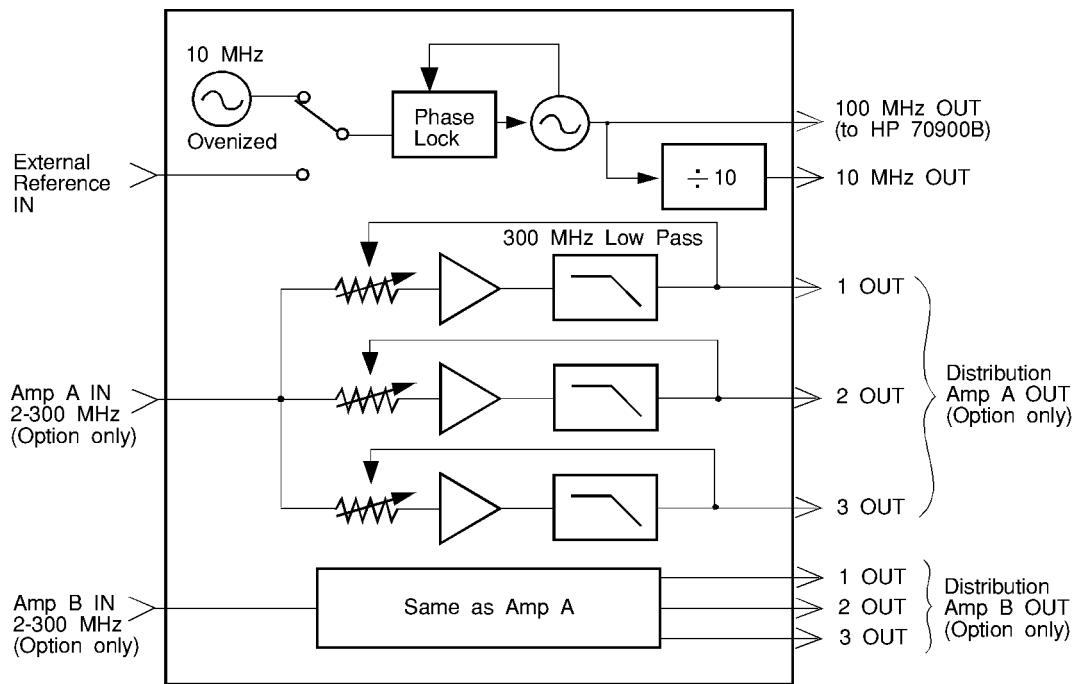 10 MHz
Ovenized
Phase
Lock
100 MHz OUT
(to HP 70900B)
÷ 10
10 MHz OUT
External
Reference
IN
300 MHz Low Pass
1 OUT
Amp A IN
2-300 MHz
(Option only)
2 OUT
Distribution
Amp A OUT
(Option only)
3 OUT
Amp B IN
2-300 MHz
(Option only)
Same as Amp A
1 OUT
2 OUT
3 OUT
Distribution
Amp B OUT
(Option only)